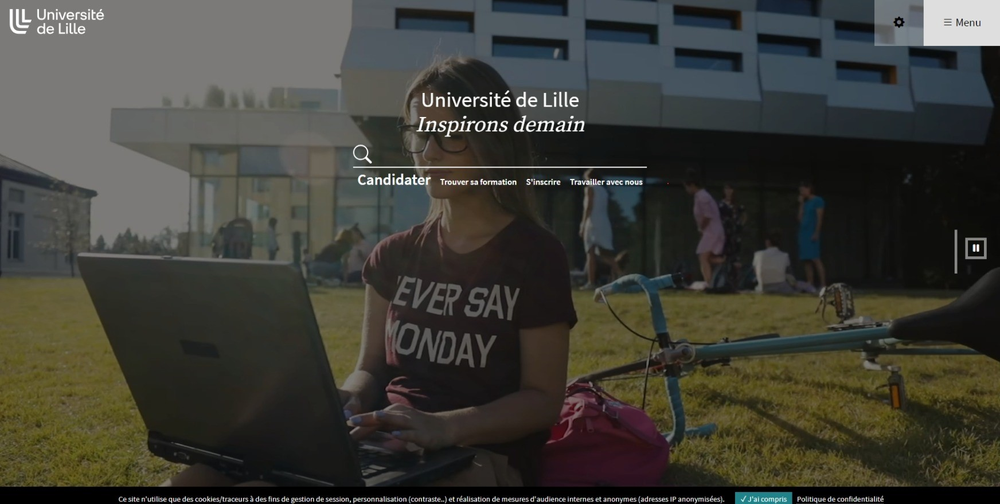 Université
de Lille
Menu
Université de Lille
Inspirons demain
Candidater Trouver sa formation S'inscrire Travailler avec nous
EVER SAY
MONDAY
Ce site n'utilise que des cookies/traceurs à des fins de gestion de session, personnalisation (contraste..) et réalisation de mesures d'audience internes et anonymes (adresses IP anonymisées). ✓ J'ai compris Politique de confidentialité